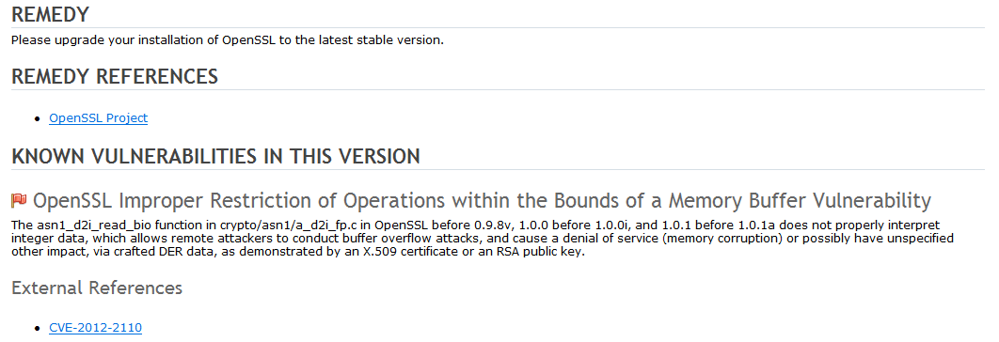 REMEDY
Please upgrade your installation of OpenSSL to the latest stable version.
REMEDY REFERENCES
OpenSSL Project
KNOWN VULNERABILITIES IN THIS VERSION
OpenSSL Improper Restriction of Operations within the Bounds of a Memory Buffer Vulnerability
The asn1_d2i_read_bio function in crypto/asn1/a_d2i_fp.c in OpenSSL before 0.9.8v, 1.0.0 before 1.0.0i, and 1.0.1 before 1.0.1a does not properly interpret
integer data, which allows remote attackers to conduct buffer overflow attacks, and cause a denial of service (memory corruption) or possibly have unspecified
other impact, via crafted DER data, as demonstrated by an X.509 certificate or an RSA public key.
External References
CVE-2012-2110